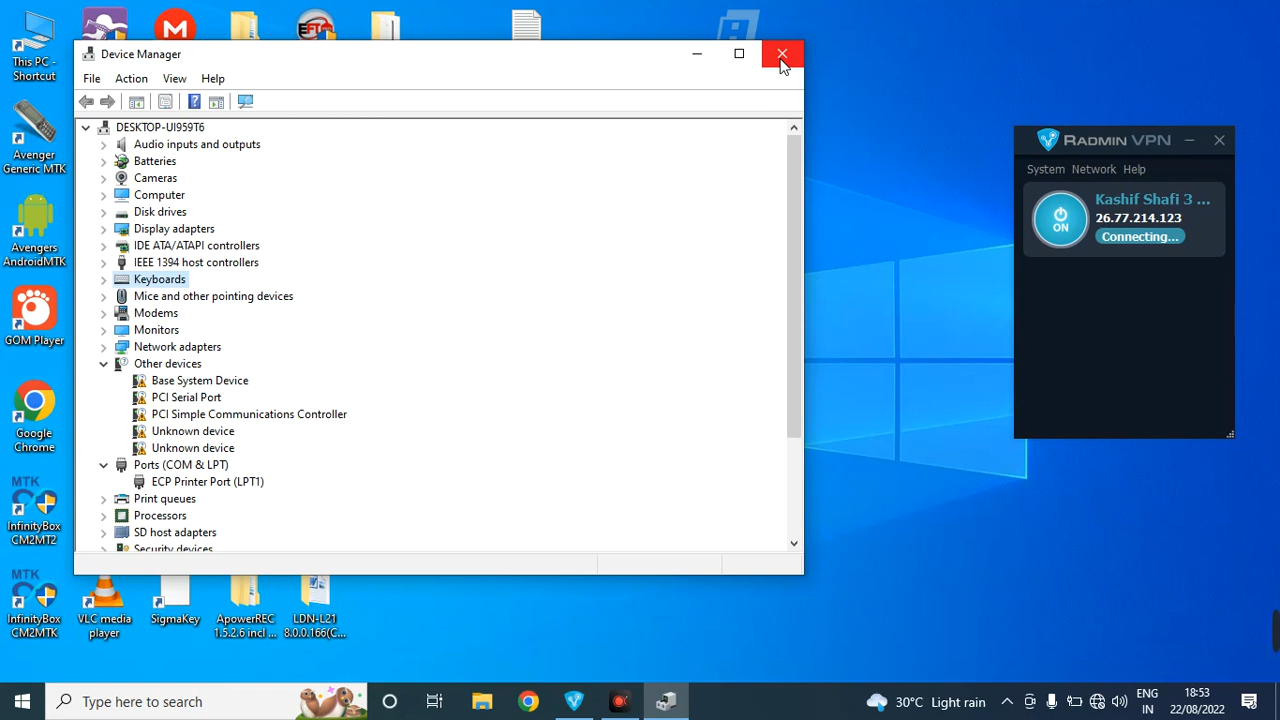 This PC -
Shortcut
Avenger
Generic MTK
Avengers
AndroidMTK
GOM Player
Google
Chrome
MTK
InfinityBox
CM2MT2
MTK
InfinityBox
CM2MTK
EFT
Device Manager
File Action View Help
DESKTOP-UI959T6
Audio inputs and outputs
Batteries
Cameras
Computer
Disk drives
Display adapters
IDE ATA/ATAPI controllers
IEEE 1394 host controllers
Keyboards
Mice and other pointing devices
Modems
Monitors
Network adapters
Other devices
Base System Device
PCI Serial Port
PCI Simple Communications Controller
Unknown device
Unknown device
Ports (COM & LPT)
ECP Printer Port (LPT1)
Print queues
Processors
SD host adapters
Security devices
VLC media
player
SigmaKey
ApowerREC
1.5.2.6 incl ...
LDN-L21
8.0.0.166(C...
RADMIN VPN
System Network Help
ON
Kashif Shafi 3 ...
26.77.214.123
Connecting...
Type here to search
30°C Light rain
ENG
IN
18:53
22/08/2022